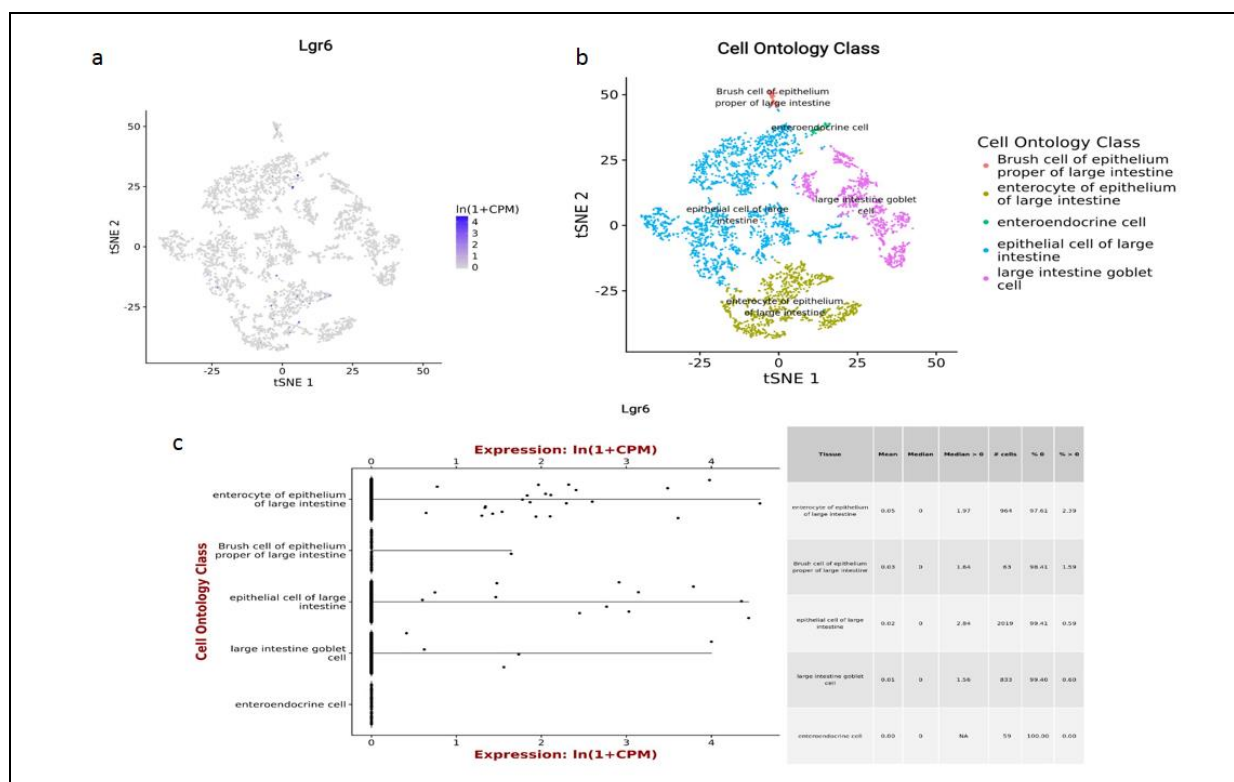 a
Lgr6
50
25
0
-25
tSNE 2
-25
0
25
50
tSNE 1
ln(1+CPM)
4
3
2
1
0
b
Cell Ontology Class
50
25
0
-25
tSNE 2
-25
0
25
50
tSNE 1
Brush cell of epithelium
proper of large intestine
enteroendocrine cell
large intestine goblet
cell
epithelial cell of large
intestine
enterocyte of epithelium
of large intestine
Cell Ontology Class
Brush cell of epithelium
proper of large intestine
enterocyte of epithelium
of large intestine
enteroendocrine cell
epithelial cell of large
intestine
large intestine goblet
cell
Lgr6
c
Expression: ln(1+CPM)
0 1 2 3 4
Cell Ontology Class
enterocyte of epithelium
of large intestine
Brush cell of epithelium
proper of large intestine
epithelial cell of large
intestine
large intestine goblet
cell
enteroendocrine cell
0 1 2 3 4
Expression: ln(1+CPM)
Tissue Mean Median Median > 0 # cells % 0 % > 0
enterocyte of epithelium
of large intestine 0.05 0 1.97 964 97.61 2.39
Brush cell of epithelium
proper of large intestine 0.03 0 1.64 63 98.41 1.59
epithelial cell of large
intestine 0.02 0 2.84 2019 99.41 0.59
large intestine goblet
cell 0.01 0 1.56 833 99.40 0.60
enteroendocrine cell 0.00 0 NA 59 100.00 0.00